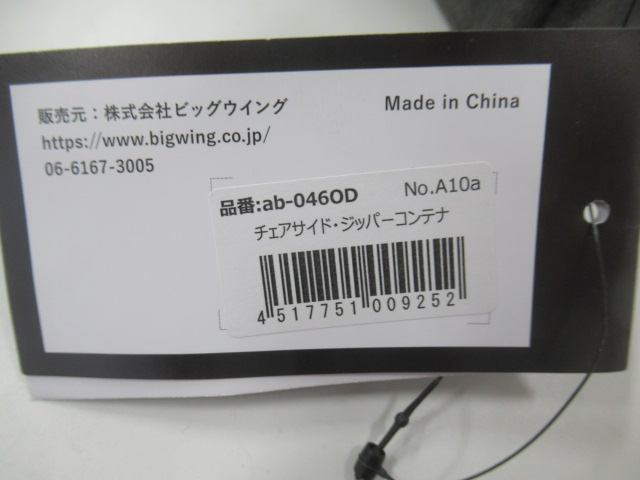 販売元：株式会社ビッグウイング
https://www.bigwing.co.jp/
06-6167-3005
Made in China
品番:ab-046OD No.A10a
チェアサイド・ジッパーコンテナ
4 517751 009252